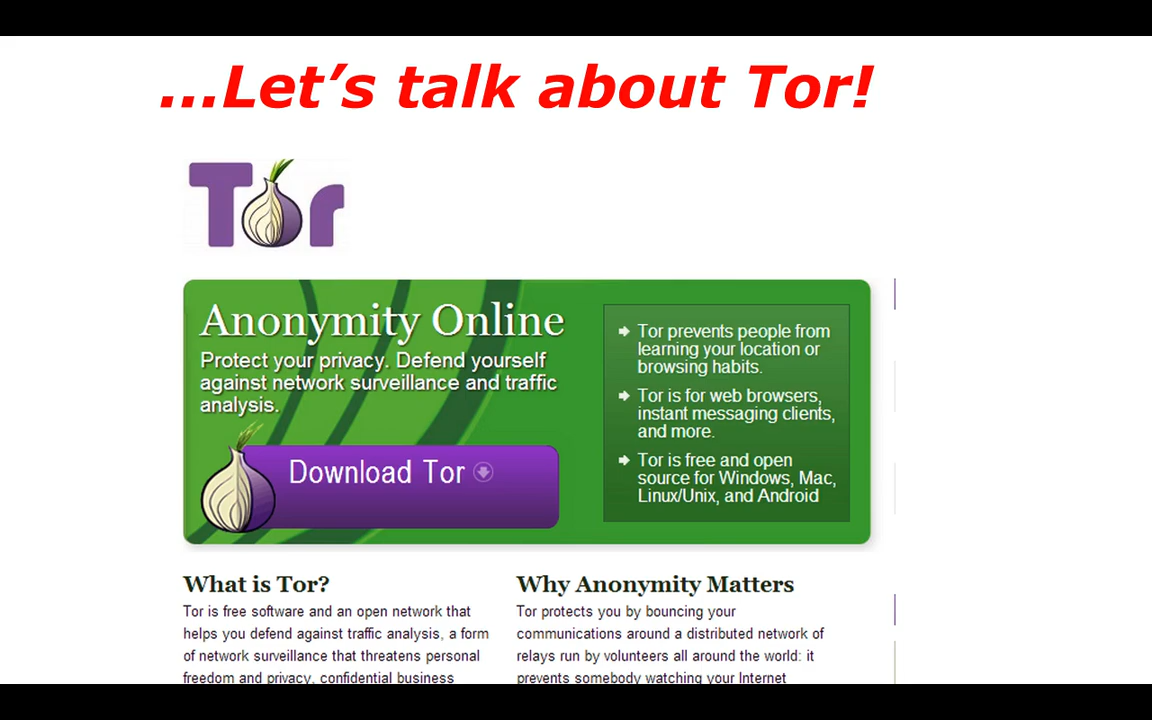 ...Let's talk about Tor!
Tor
Anonymity Online
Protect your privacy. Defend yourself
against network surveillance and traffic
analysis.
Download Tor
Tor prevents people from
learning your location or
browsing habits.
Tor is for web browsers,
instant messaging clients,
and more.
Tor is free and open
source for Windows, Mac,
Linux/Unix, and Android
What is Tor?
Tor is free software and an open network that
helps you defend against traffic analysis, a form
of network surveillance that threatens personal
freedom and privacy, confidential business
Why Anonymity Matters
Tor protects you by bouncing your
communications around a distributed network of
relays run by volunteers all around the world: it
prevents somebody watching your Internet